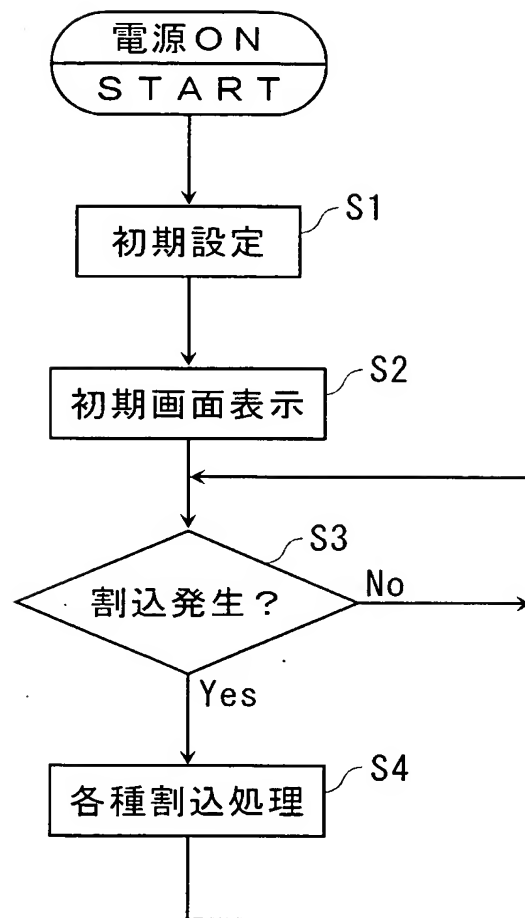 電源ON
START
S1
初期設定
S2
初期画面表示
S3
割込発生?
No
Yes
S4
各種割込処理